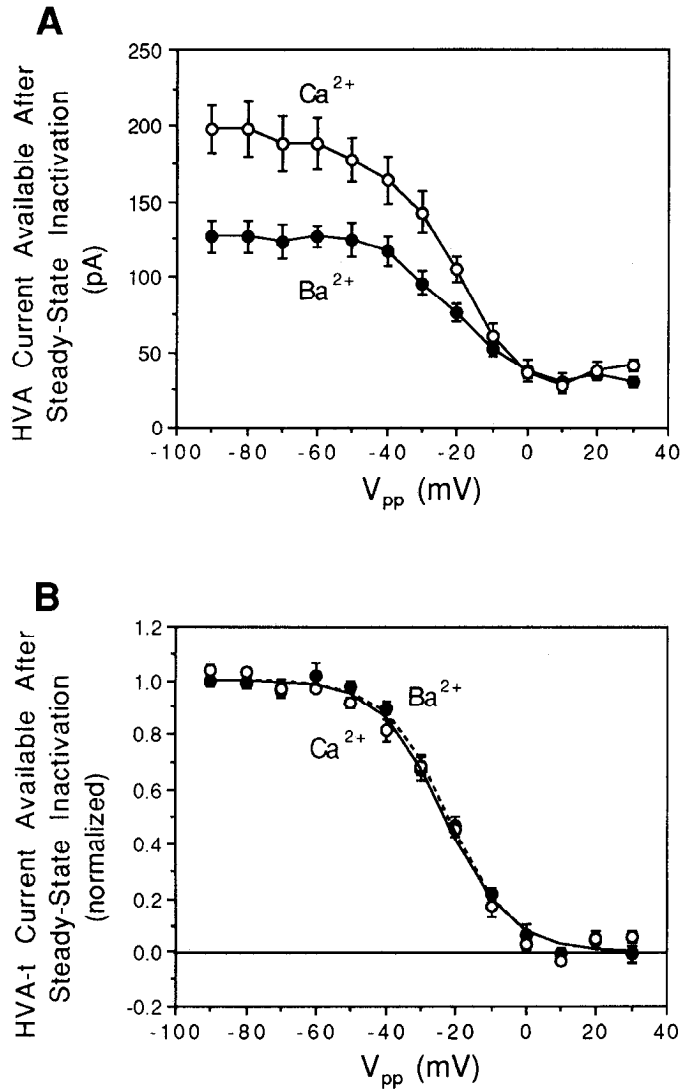 A
HVA Current Available After
Steady-State Inactivation
(pA)
250
200
150
100
50
0
Ca2+
Ba2+
-100 -80 -60 -40 -20 0 20 40
Vpp (mV)
B
HVA-t Current Available After
Steady-State Inactivation
(normalized)
1.2
1.0
0.8
0.6
0.4
0.2
0.0
-0.2
Ba2+
Ca2+
-100 -80 -60 -40 -20 0 20 40
Vpp (mV)